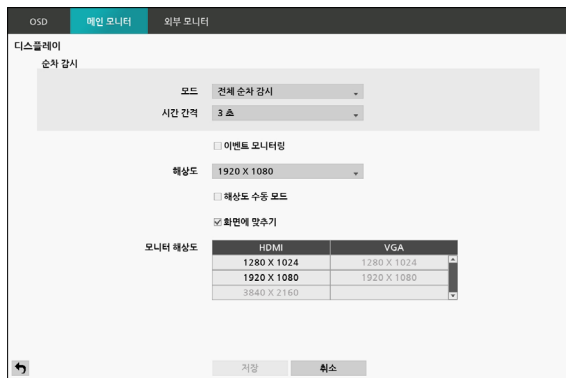 OSD 메인 모니터 외부 모니터
디스플레이
순차 감시
모드 전체 순차 감시
시간 간격 3 초
이벤트 모니터링
해상도 1920 X 1080
해상도 수동 모드
화면에 맞추기
모니터 해상도 HDMI VGA
1280 X 1024 1280 X 1024
1920 X 1080 1920 X 1080
3840 X 2160
저장 취소